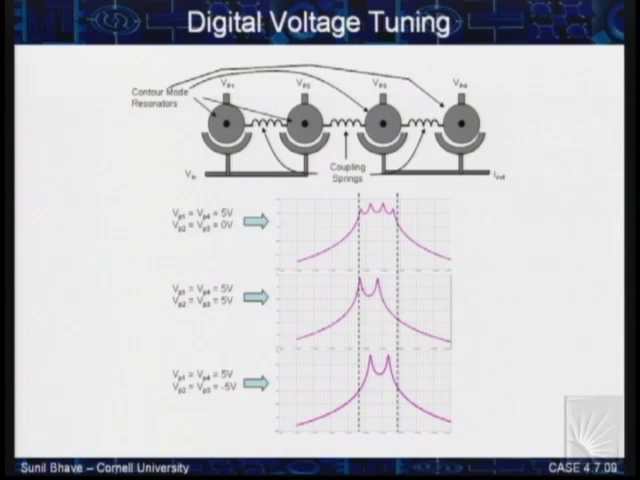 Digital Voltage Tuning
VP1 VP2 VP3 VP4
Contour Mode
Resonators
Coupling
Springs
Vin
Vp1 = Vp4 = 5V
Vp2 = Vp3 = 0V
Vp1 = Vp4 = 5V
Vp2 = Vp3 = 5V
Vp1 = Vp4 = 5V
Vp2 = Vp3 = -5V
Sunil Bhave – Cornell University
CASE 4.7.09